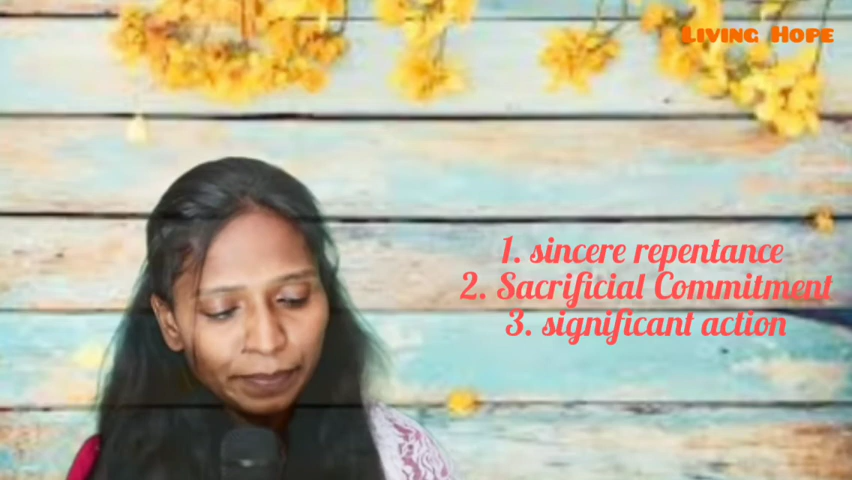 Living Hope
1. sincere repentance
2. Sacrificial Commitment
3. significant action